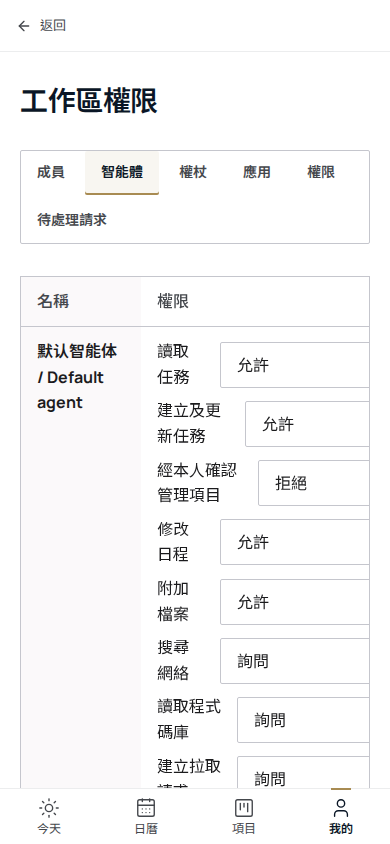 返回
工作區權限
成員
智能體
權杖
應用
權限
待處理請求
名稱
權限
默认智能体
/ Default
agent
讀取
任務
允許
建立及更
新任務
允許
經本人確認
管理項目
拒絕
修改
日程
允許
附加
檔案
允許
搜尋
網絡
詢問
讀取程式
碼庫
詢問
建立拉取
詢問
今天
日曆
項目
我的